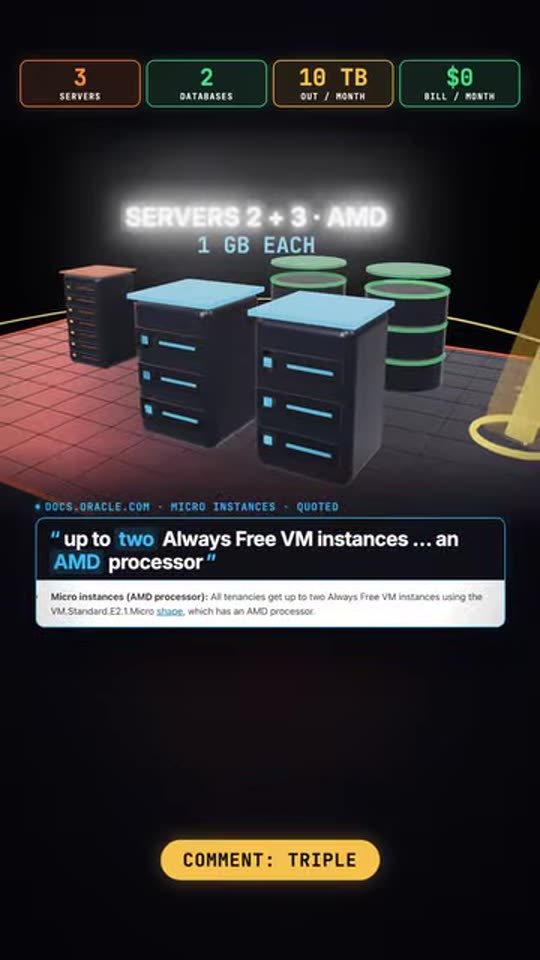 3
SERVERS
2
DATABASES
10 TB
OUT / MONTH
$0
BILL / MONTH
SERVERS 2 + 3 · AMD
1 GB EACH
DOCS.ORACLE.COM · MICRO INSTANCES · QUOTED
“ up to two Always Free VM instances ... an
AMD processor ”
Micro instances (AMD processor): All tenancies get up to two Always Free VM instances using the
VM.Standard.E2.1.Micro shape, which has an AMD processor.
COMMENT: TRIPLE